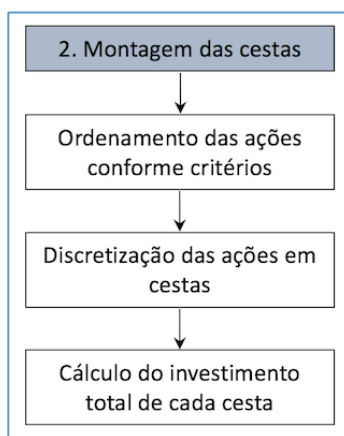 2. Montagem das cestas
Ordenamento das ações
conforme critérios
Discretização das ações em
cestas
Cálculo do investimento
total de cada cesta